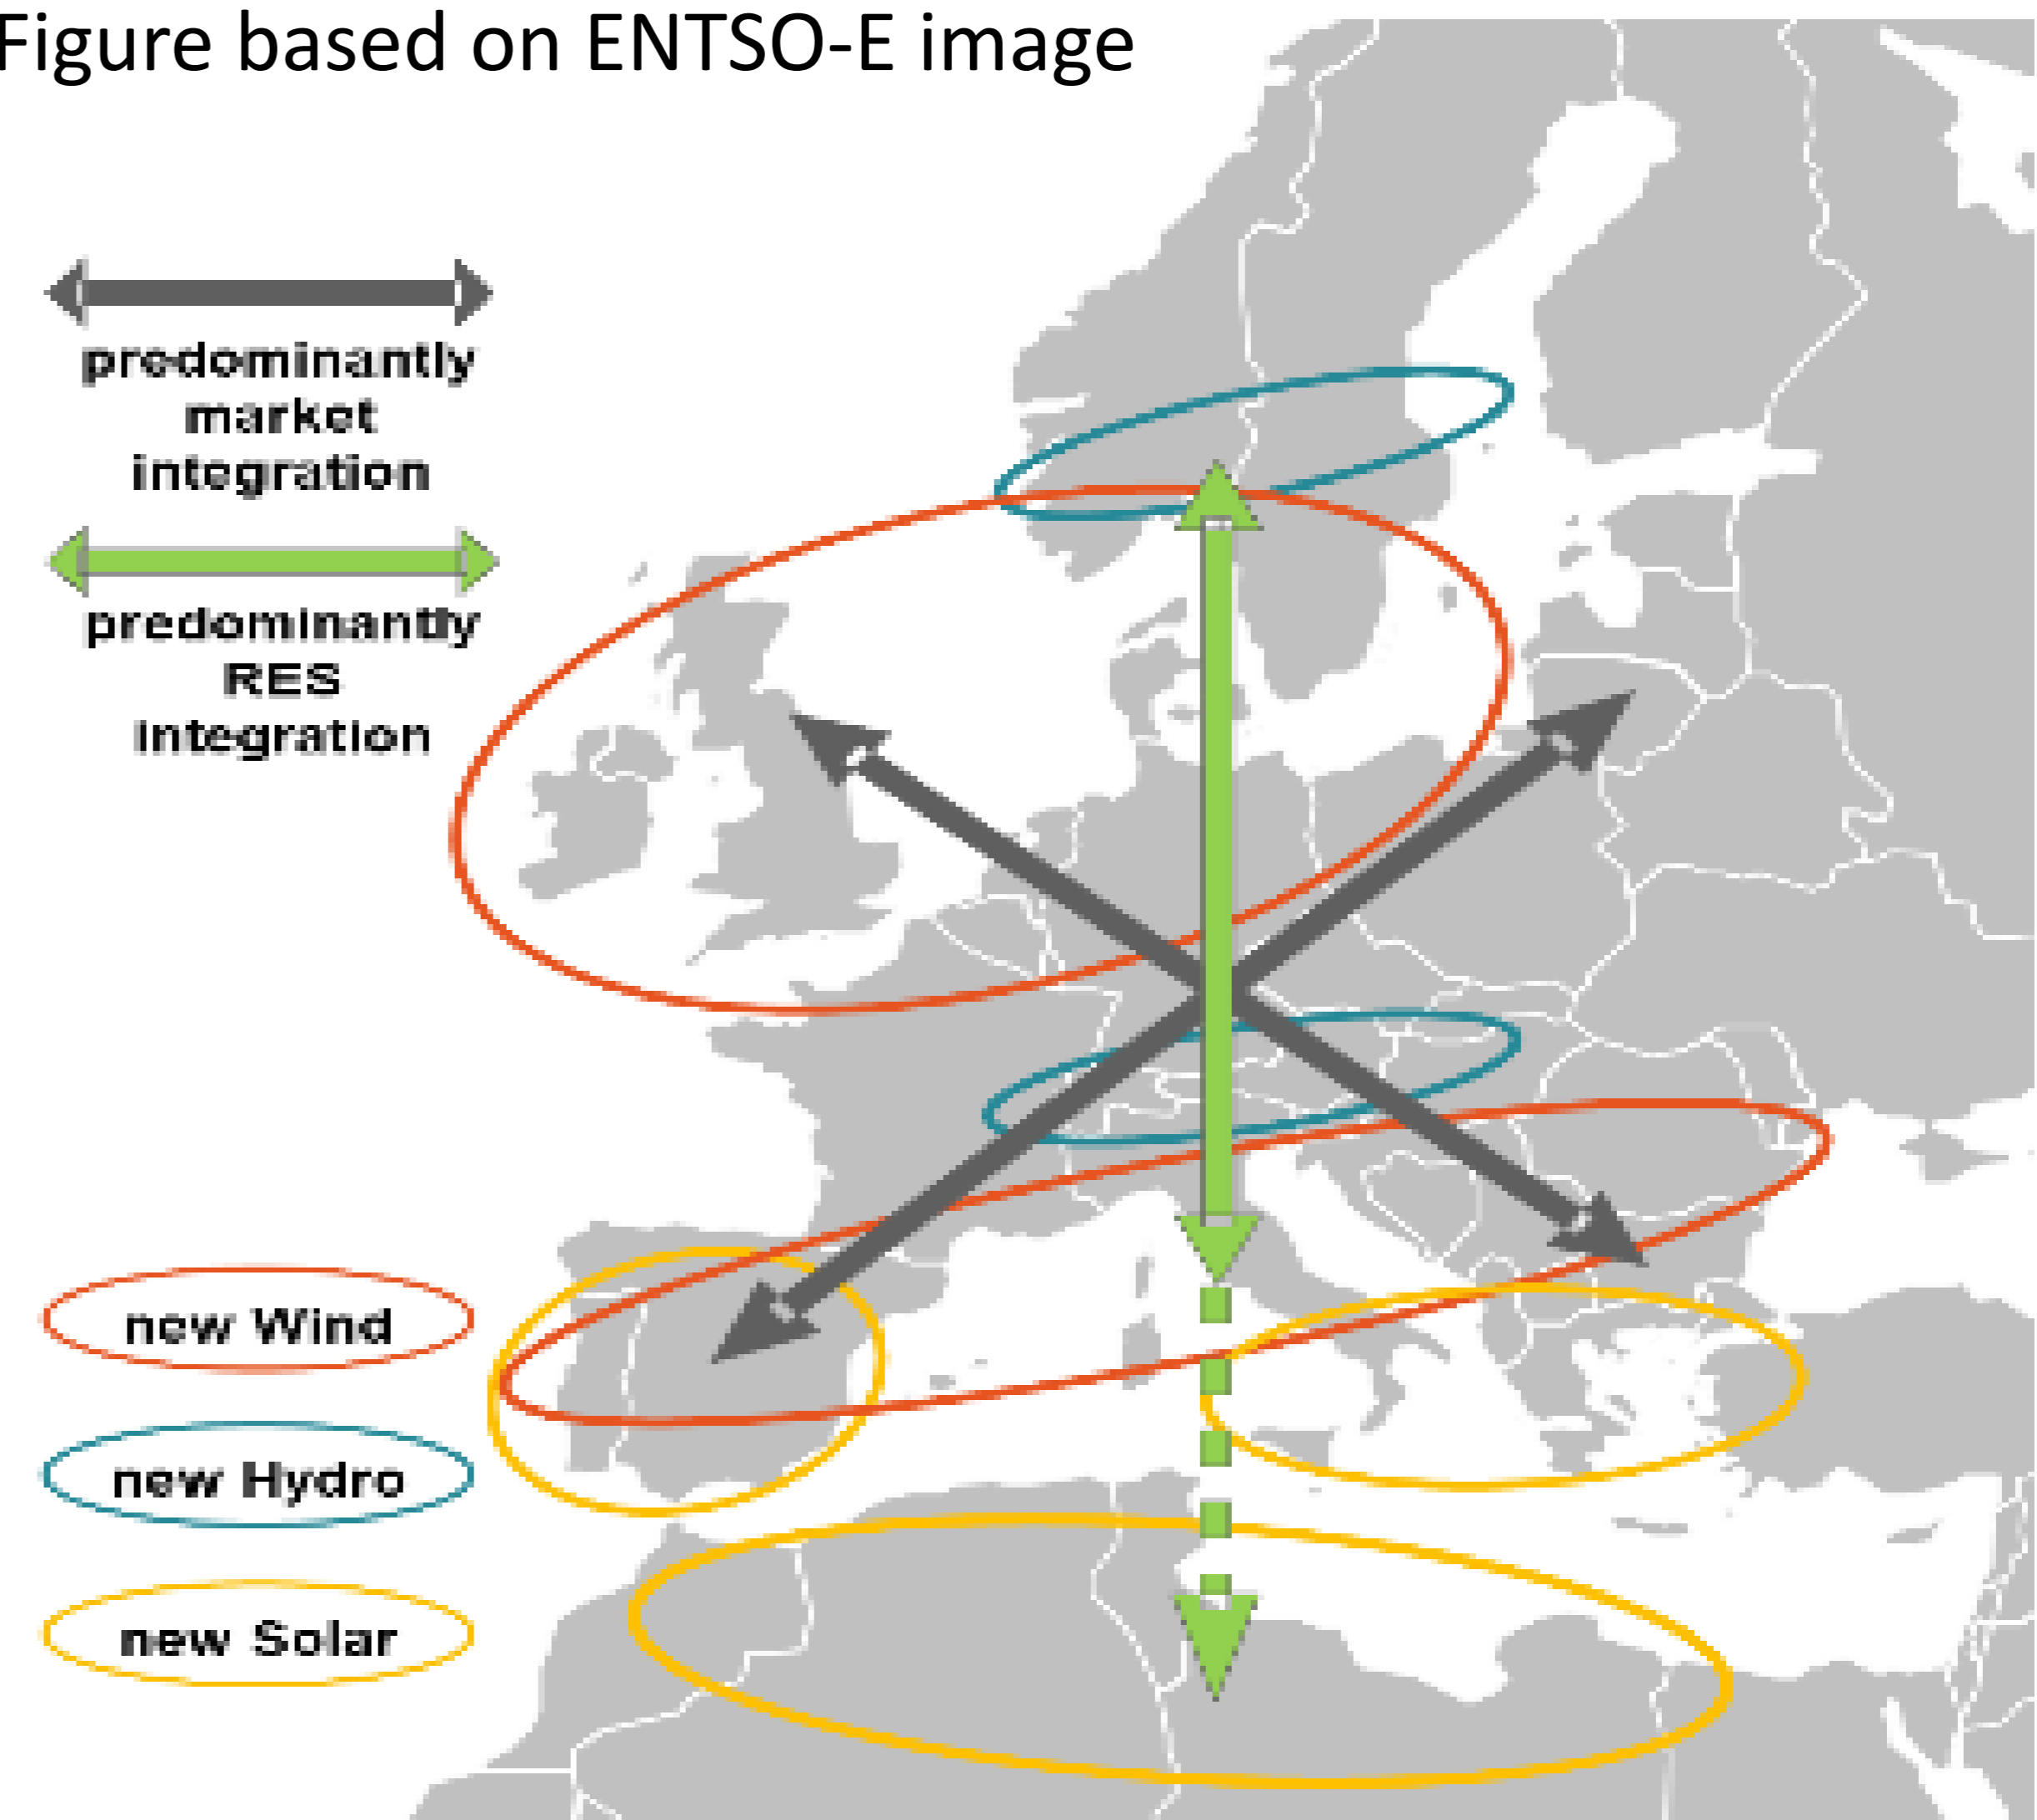 Figure based on ENTSO-E image
predominantly
market
integration
predominantly
RES
integration
new Wind
new Hydro
new Solar